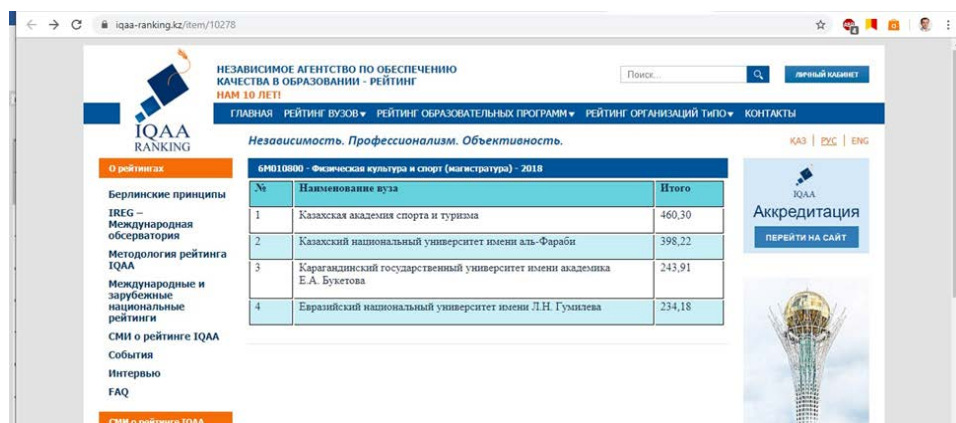 iqaa-ranking.kz/item/10278
НЕЗАВИСИМОЕ АГЕНТСТВО ПО ОБЕСПЕЧЕНИЮ
КАЧЕСТВА В ОБРАЗОВАНИИ - РЕЙТИНГ
НАМ 10 ЛЕТ!
Поиск...
ЛИЧНЫЙ КАБИНЕТ
IQAA
RANKING
ГЛАВНАЯ РЕЙТИНГ ВУЗОВ РЕЙТИНГ ОБРАЗОВАТЕЛЬНЫХ ПРОГРАММ РЕЙТИНГ ОРГАНИЗАЦИЙ ТиПО КОНТАКТЫ
Независимость. Профессионализм. Объективность.
ҚАЗ | РУС | ENG
О рейтингах
Берлинские принципы
IREG –
Международная
обсерватория
Методология рейтинга
IQAA
Международные и
зарубежные
национальные
рейтинги
СМИ о рейтинге IQAA
События
Интервью
FAQ
СМИ о рейтинге IQAA
6M010800 - Физическая культура и спорт (магистратура) - 2018
№ Наименование вуза Итого
1 Казахская академия спорта и туризма 460,30
2 Казахский национальный университет имени аль-Фараби 398,22
3 Карагандинский государственный университет имени академика 243,91
Е.А. Букетова
4 Евразийский национальный университет имени Л.Н. Гумилева 234,18
IQAA
Аккредитация
ПЕРЕЙТИ НА САЙТ